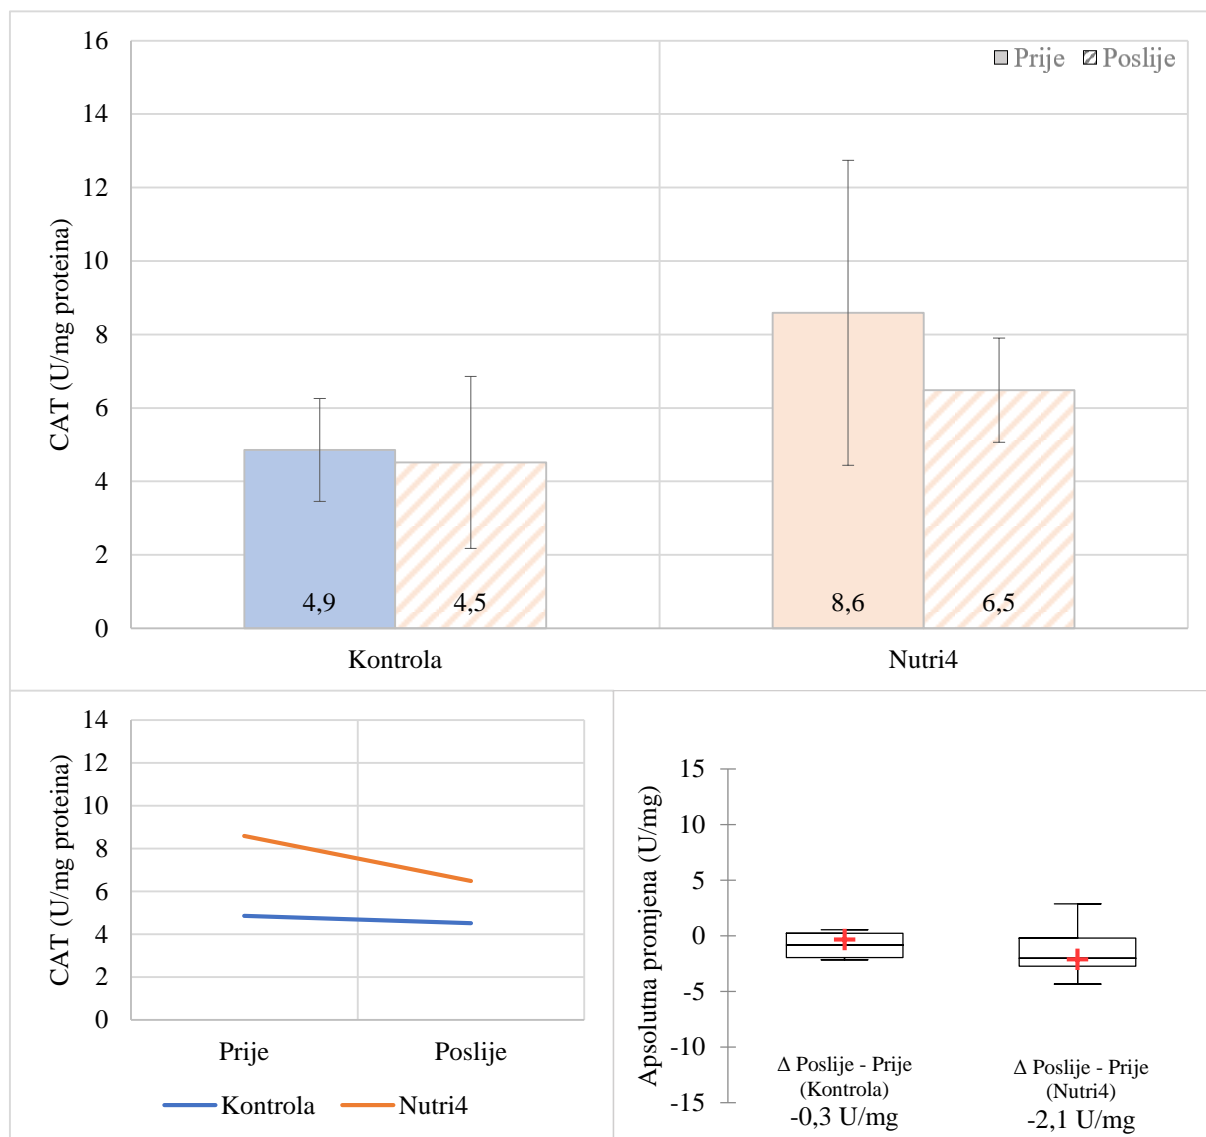 16
14
12
10
8
6
4
2
0
CAT (U/mg proteina)
Prije Poslije
4,9 4,5 8,6 6,5
Kontrola Nutri4
14
12
10
8
6
4
2
0
CAT (U/mg proteina)
Prije Poslije
Kontrola Nutri4
15
10
5
0
-5
-10
-15
Apsolutna promjena (U/mg)
Δ Poslije - Prije
(Kontrola)
-0,3 U/mg
Δ Poslije - Prije
(Nutri4)
-2,1 U/mg